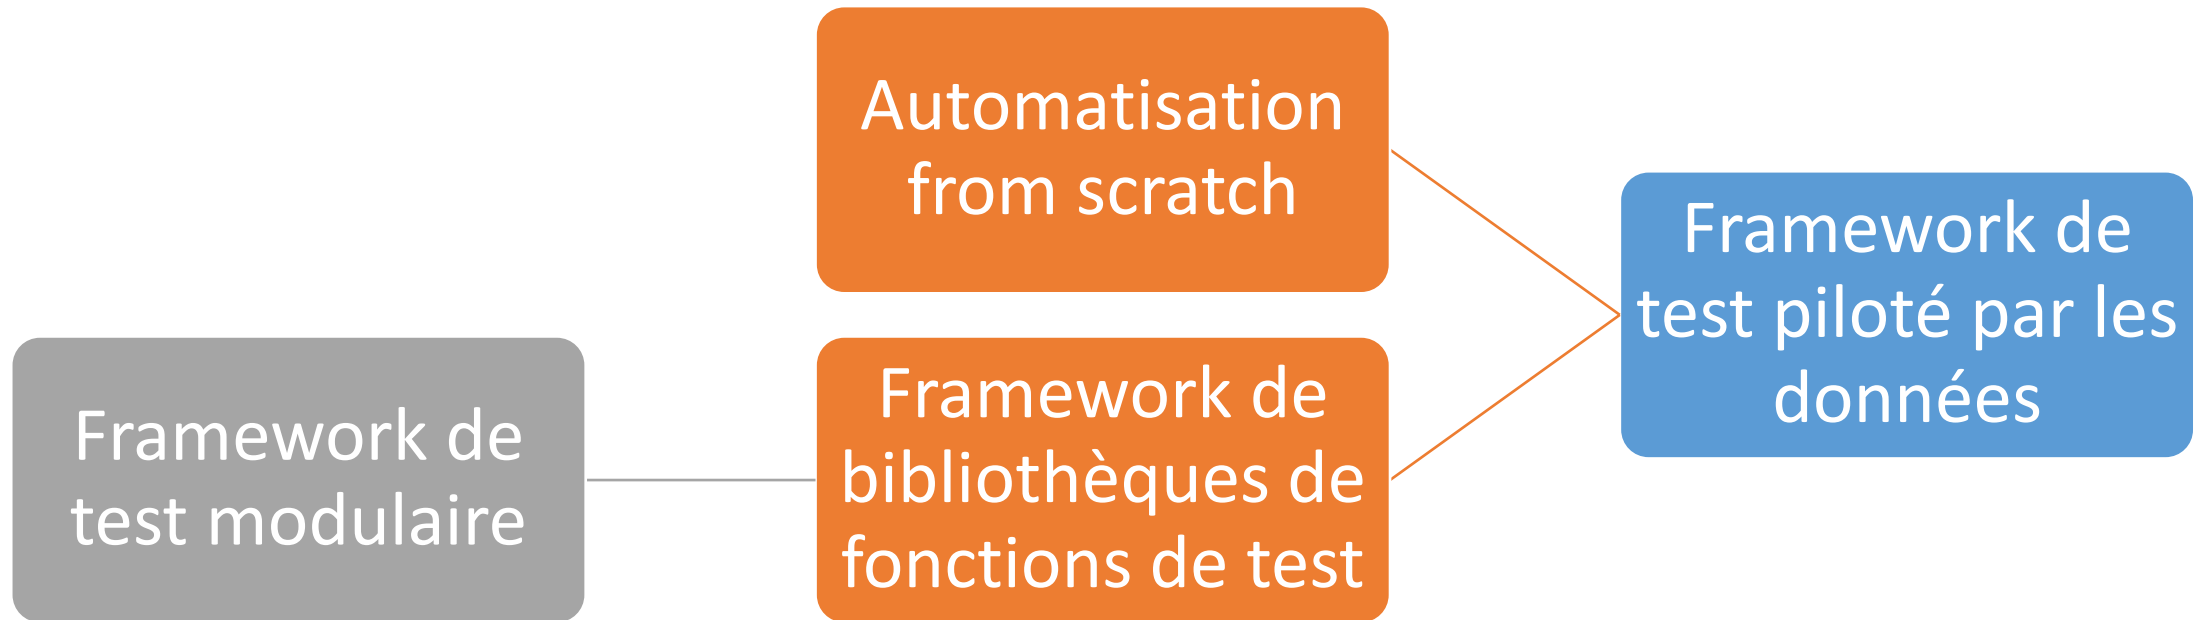 Automatisation
from scratch
Framework de
test piloté par les
données
Framework de
test modulaire
Framework de
bibliothèques de
fonctions de test